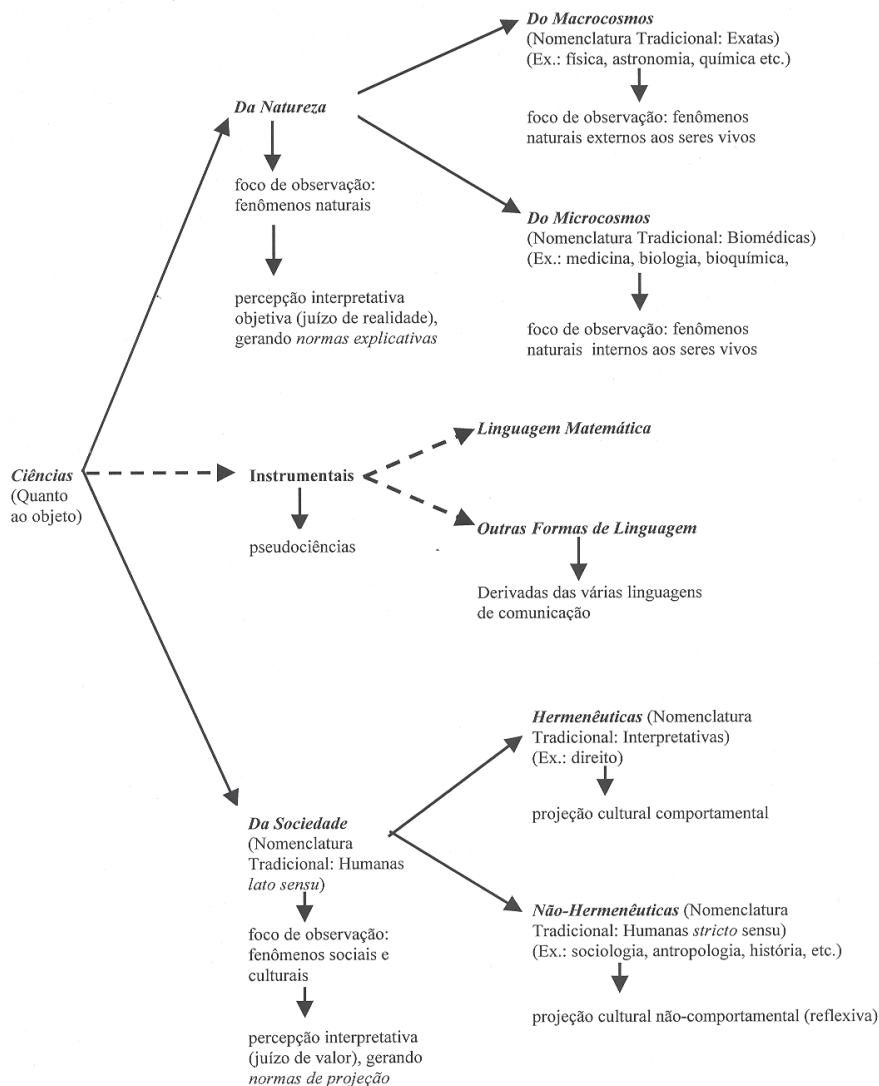 Do Macrocosmos
(Nomenclatura Tradicional: Exatas)
(Ex.: física, astronomia, química etc.)
foco de observação: fenômenos
naturais externos aos seres vivos
Da Natureza
foco de observação:
fenômenos naturais
percepção interpretativa
objetiva (juízo de realidade),
gerando normas explicativas
Do Microcosmos
(Nomenclatura Tradicional: Biomédicas)
(Ex.: medicina, biologia, bioquímica,
foco de observação: fenômenos
naturais internos aos seres vivos
Ciências
(Quanto
ao objeto)
Instrumentais
pseudociências
Linguagem Matemática
Outras Formas de Linguagem
Derivadas das várias linguagens
de comunicação
Da Sociedade
(Nomenclatura
Tradicional: Humanas
lato sensu)
foco de observação:
fenômenos sociais e
culturais
percepção interpretativa
(juízo de valor), gerando
normas de projeção
Hermenêuticas (Nomenclatura
Tradicional: Interpretativas)
(Ex.: direito)
projeção cultural comportamental
Não-Hermenêuticas (Nomenclatura
Tradicional: Humanas stricto sensu)
(Ex.: sociologia, antropologia, história, etc.)
projeção cultural não-comportamental (reflexiva)